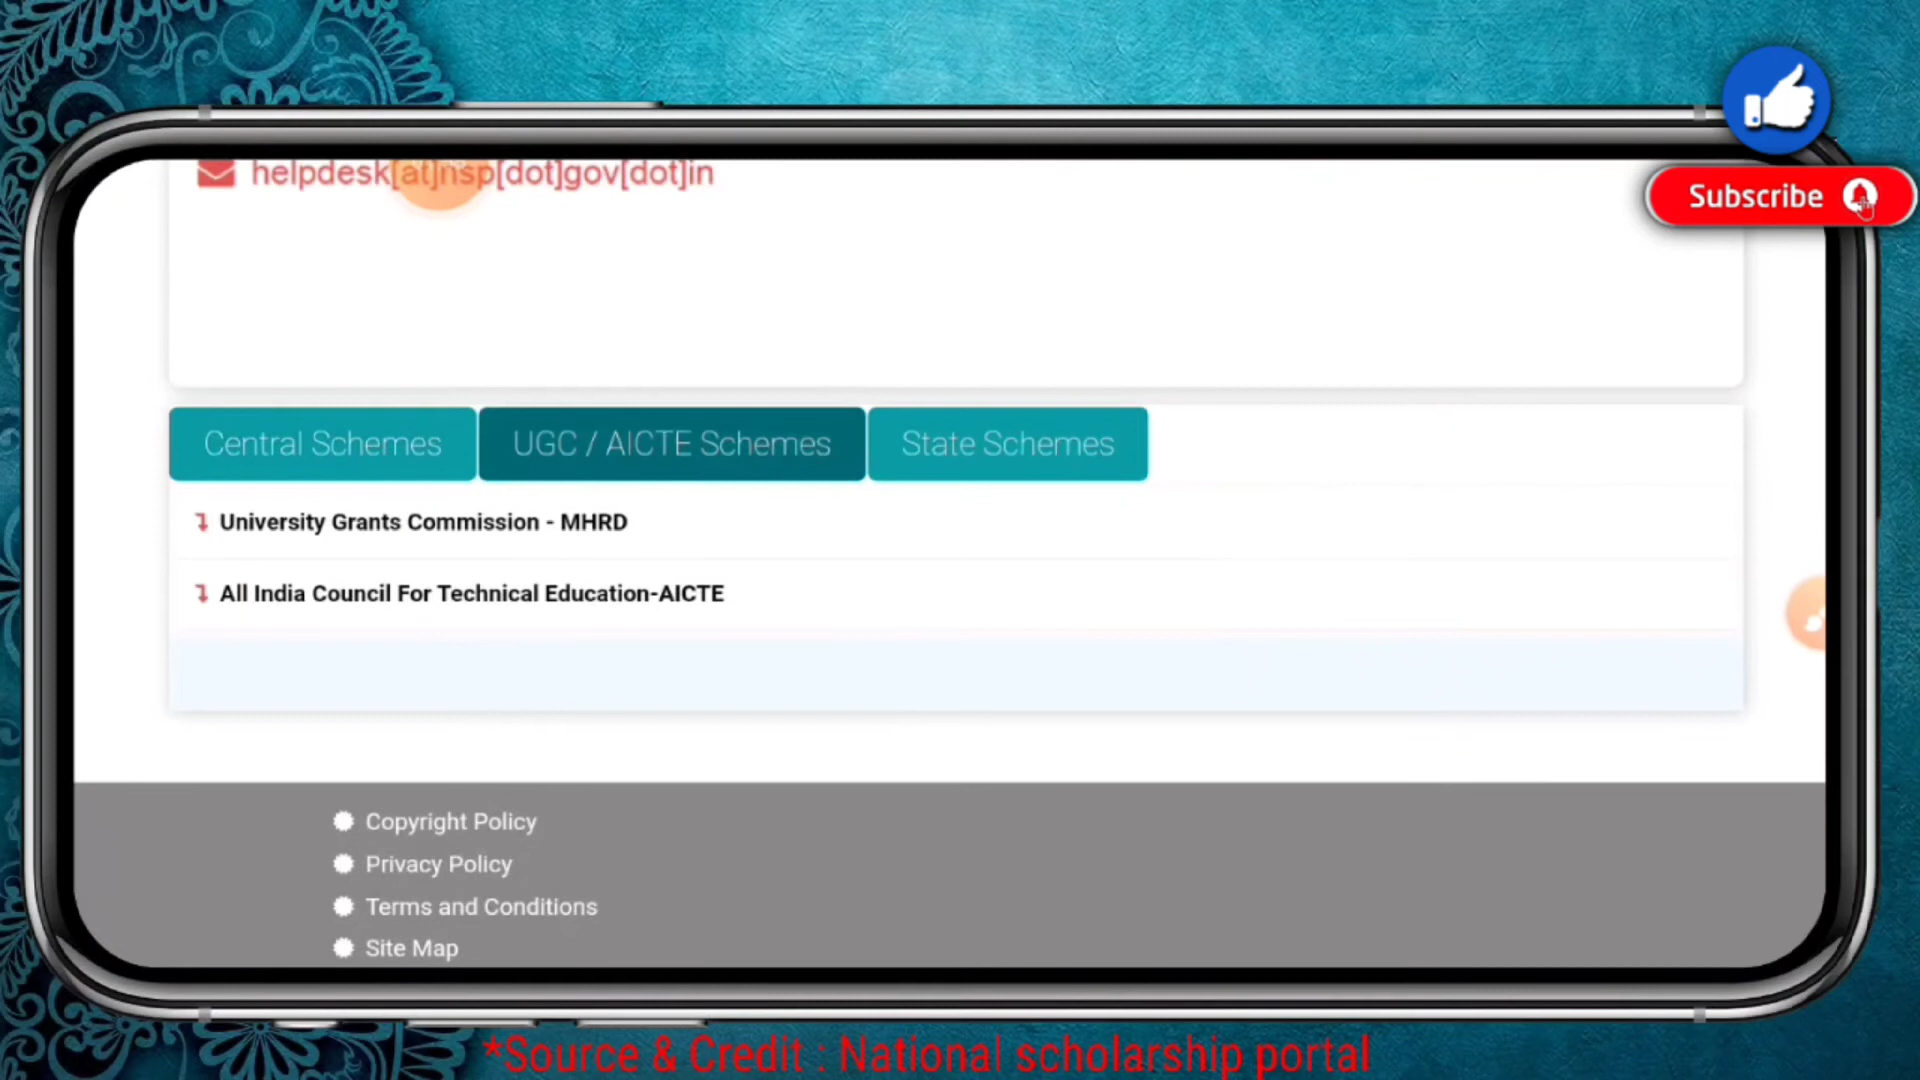 helpdesk[at]nsp[dot]gov[dot]in
Subscribe
Central Schemes
UGC / AICTE Schemes
State Schemes
University Grants Commission - MHRD
All India Council For Technical Education-AICTE
Copyright Policy
Privacy Policy
Terms and Conditions
Site Map
*Source & Credit : National scholarship portal